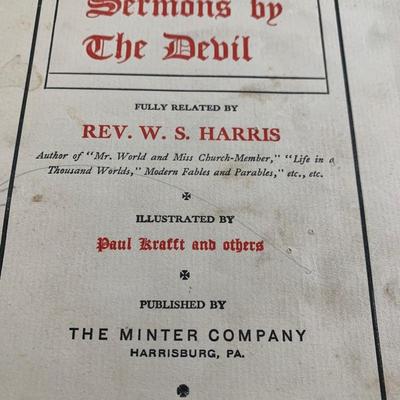 Sermons by
The Devil
FULLY RELATED BY
REV. W. S. HARRIS
Author of "Mr. World and Miss Church-Member," "Life in a
Thousand Worlds," Modern Fables and Parables," etc., etc.
ILLUSTRATED BY
Paul Krafft and others
PUBLISHED BY
THE MINTER COMPANY
HARRISBURG, PA.